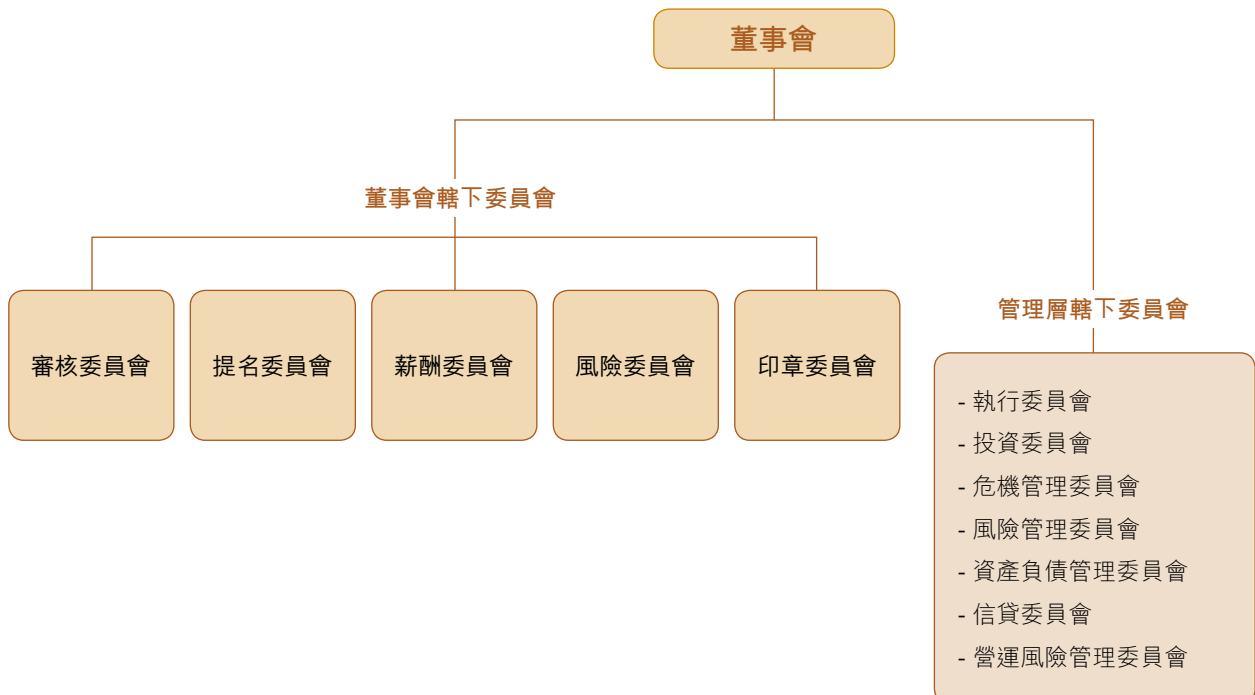 董事會
董事會轄下委員會
審核委員會
提名委員會
薪酬委員會
風險委員會
印章委員會
管理層轄下委員會
- 執行委員會
- 投資委員會
- 危機管理委員會
- 風險管理委員會
- 資產負債管理委員會
- 信貸委員會
- 營運風險管理委員會